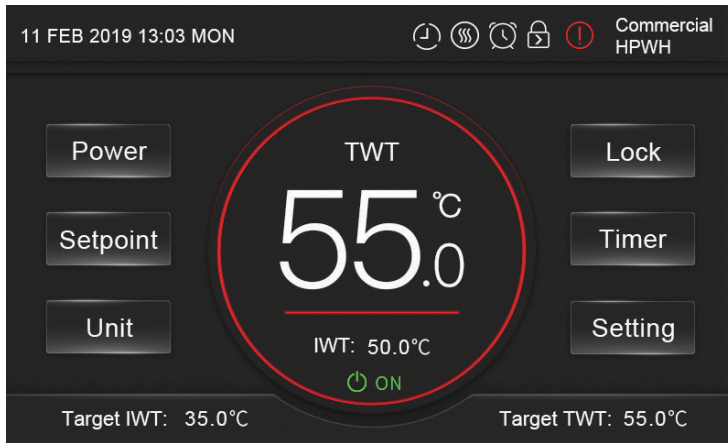 11 FEB 2019 13:03 MON
Commercial
HPWH
Power
Setpoint
Unit
TWT
55.0°C
IWT: 50.0°C
ON
Lock
Timer
Setting
Target IWT: 35.0°C
Target TWT: 55.0°C